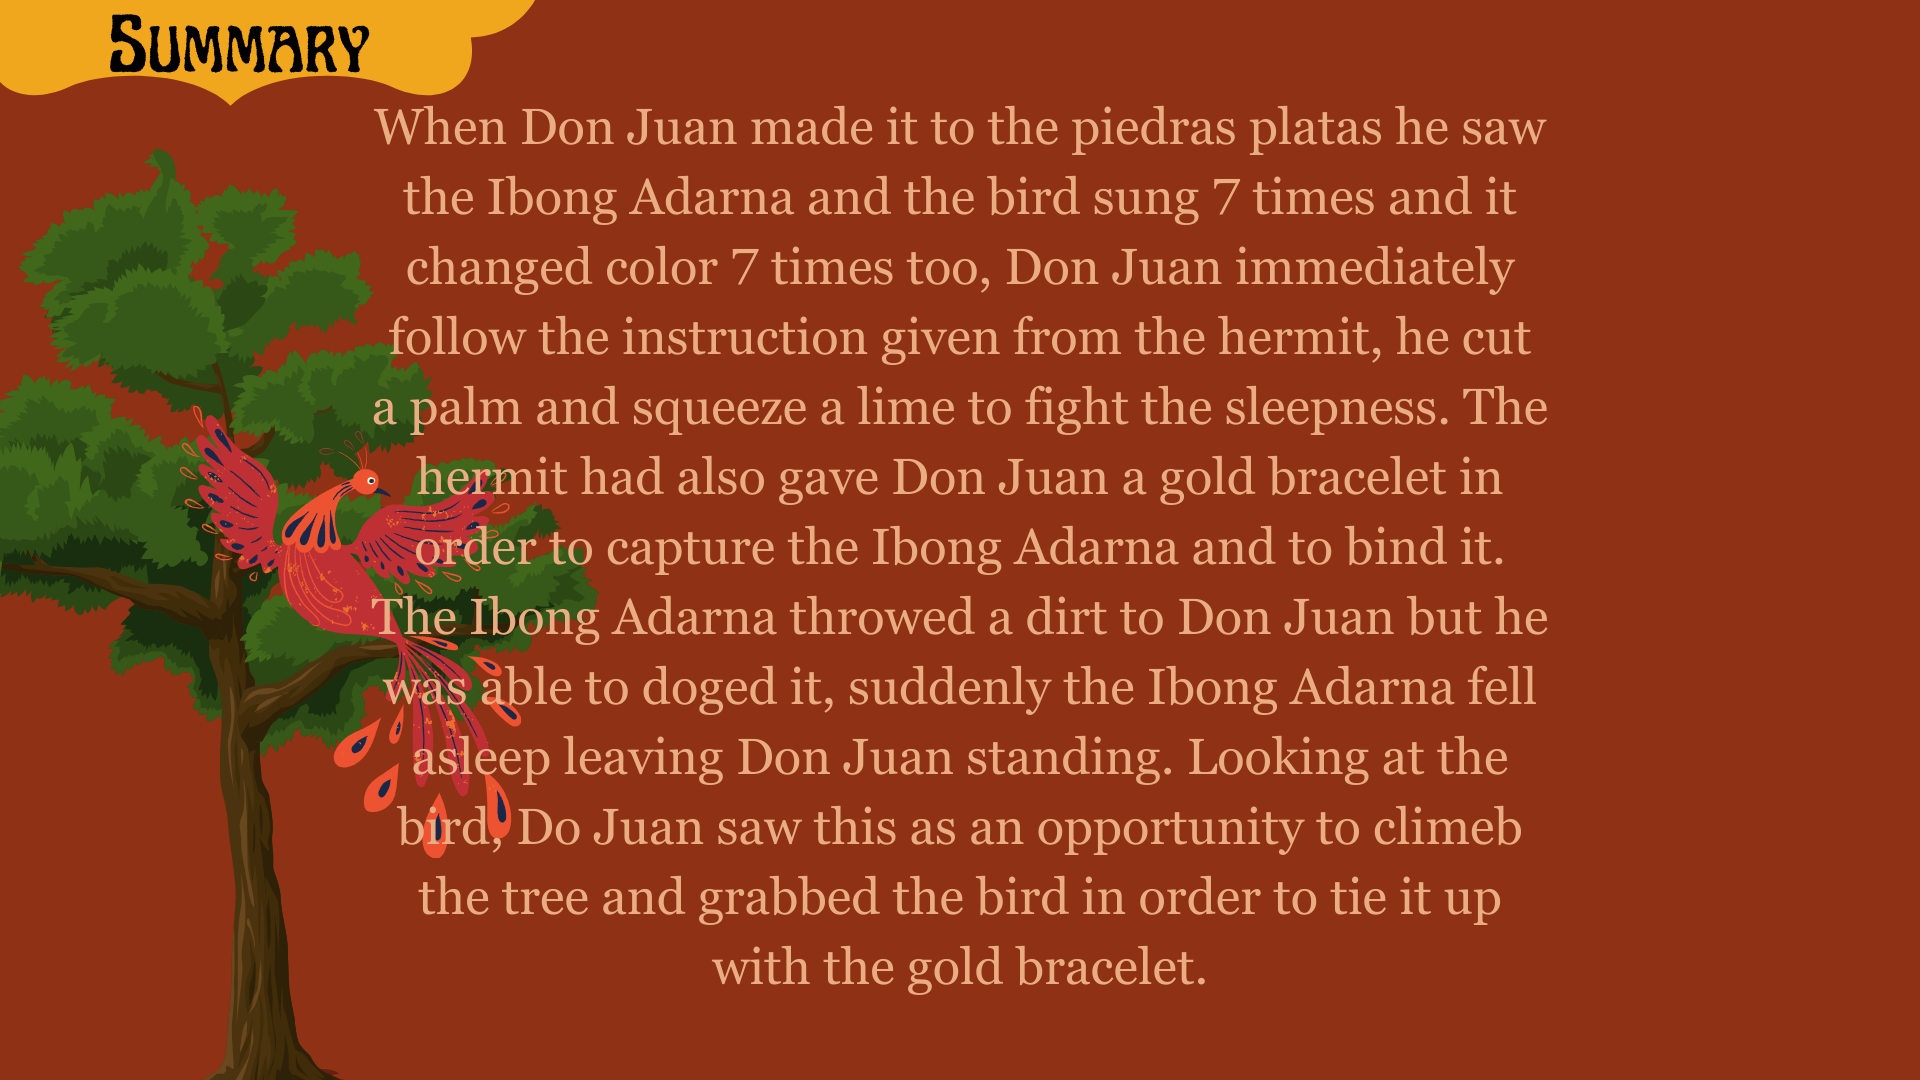 Summary
When Don Juan made it to the piedras platas he saw
the Ibong Adarna and the bird sung 7 times and it
changed color 7 times too, Don Juan immediately
follow the instruction given from the hermit, he cut
a palm and squeeze a lime to fight the sleepness. The
hermit had also gave Don Juan a gold bracelet in
order to capture the Ibong Adarna and to bind it.
The Ibong Adarna throwed a dirt to Don Juan but he
was able to doged it, suddenly the Ibong Adarna fell
asleep leaving Don Juan standing. Looking at the
bird, Do Juan saw this as an opportunity to climeb
the tree and grabbed the bird in order to tie it up
with the gold bracelet.